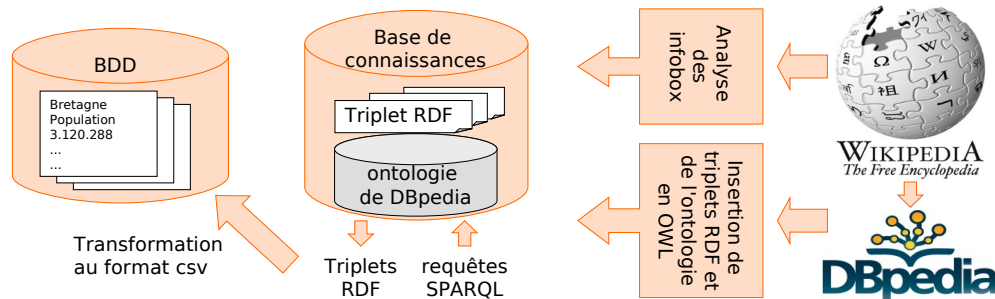 BDD
Bretagne
Population
3.120.288
...
...
Transformation
au format csv
Base de
connaissances
Triplet RDF
ontologie
de DBpedia
Triplets
RDF
requêtes
SPARQL
Analyse
des
infobox
Insertion de
triplets RDF et
de l'ontologie
en OWL
Ω
W
И
祖
WIKIPEDIA
The Free Encyclopedia
DBpedia